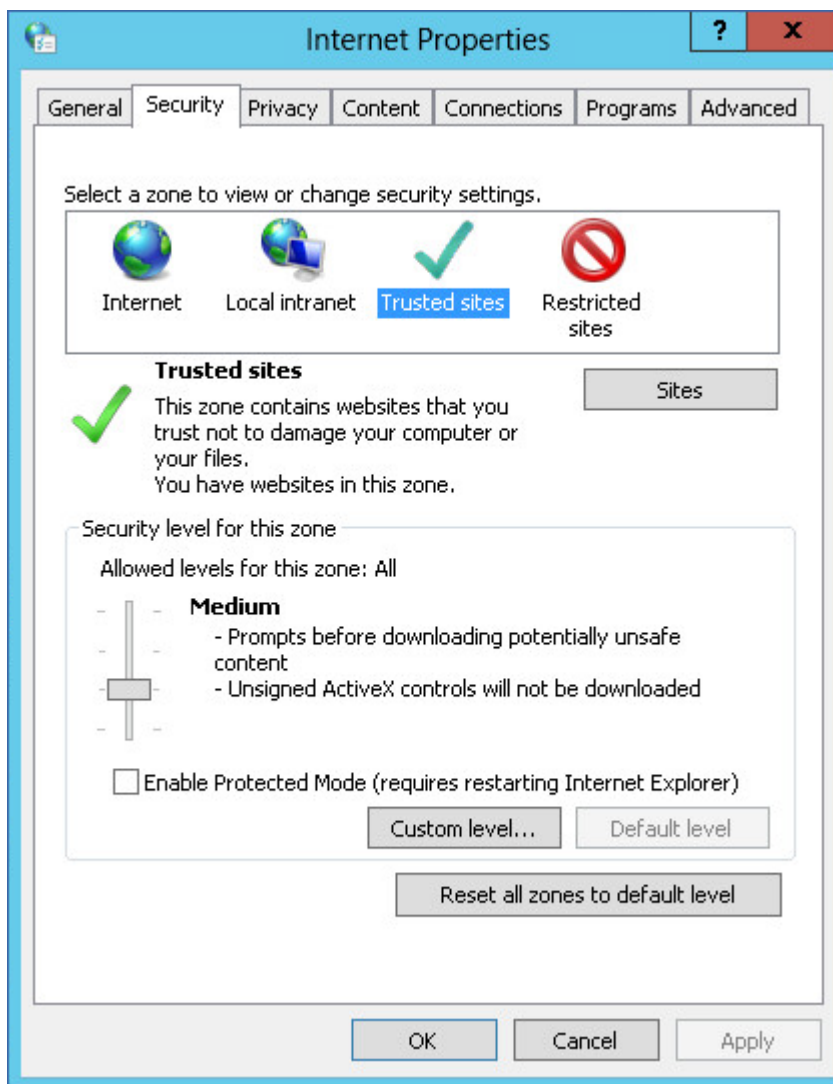 Internet Properties
?
x
General Security Privacy Content Connections Programs Advanced
Select a zone to view or change security settings.
Internet Local intranet Trusted sites Restricted
sites
Trusted sites
Sites
This zone contains websites that you
trust not to damage your computer or
your files.
You have websites in this zone.
Security level for this zone
Allowed levels for this zone: All
Medium
- Prompts before downloading potentially unsafe
content
- Unsigned ActiveX controls will not be downloaded
Enable Protected Mode (requires restarting Internet Explorer)
Custom level... Default level
Reset all zones to default level
OK Cancel Apply